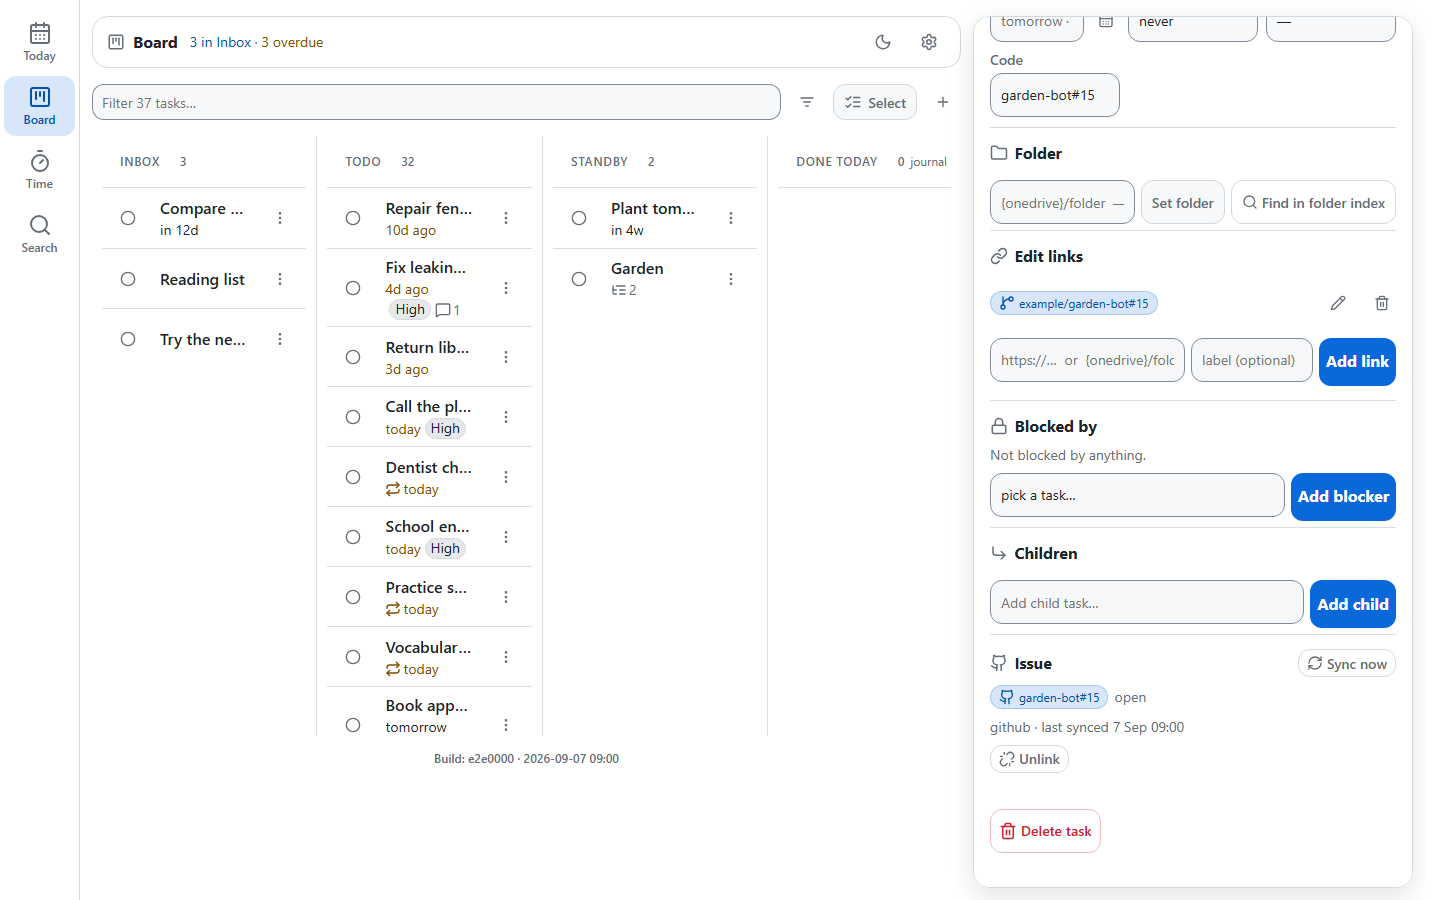 Today
Board
Time
Search
Board 3 in Inbox · 3 overdue
Filter 37 tasks...
Select
INBOX 3
Compare ...
in 12d
Reading list
Try the ne...
TODO 32
Repair fen...
10d ago
Fix leakin...
4d ago
High 1
Return lib...
3d ago
Call the pl...
today High
Dentist ch...
today
School en...
today High
Practice s...
today
Vocabular...
today
Book app...
tomorrow
STANDBY 2
Plant tom...
in 4w
Garden
2
DONE TODAY 0 journal
Build: e2e0000 · 2026-09-07 09:00
tomorrow ·
never
—
Code
garden-bot#15
Folder
{onedrive}/folder —
Set folder
Find in folder index
Edit links
example/garden-bot#15
https://... or {onedrive}/folc
label (optional)
Add link
Blocked by
Not blocked by anything.
pick a task...
Add blocker
Children
Add child task...
Add child
Issue
Sync now
garden-bot#15 open
github · last synced 7 Sep 09:00
Unlink
Delete task